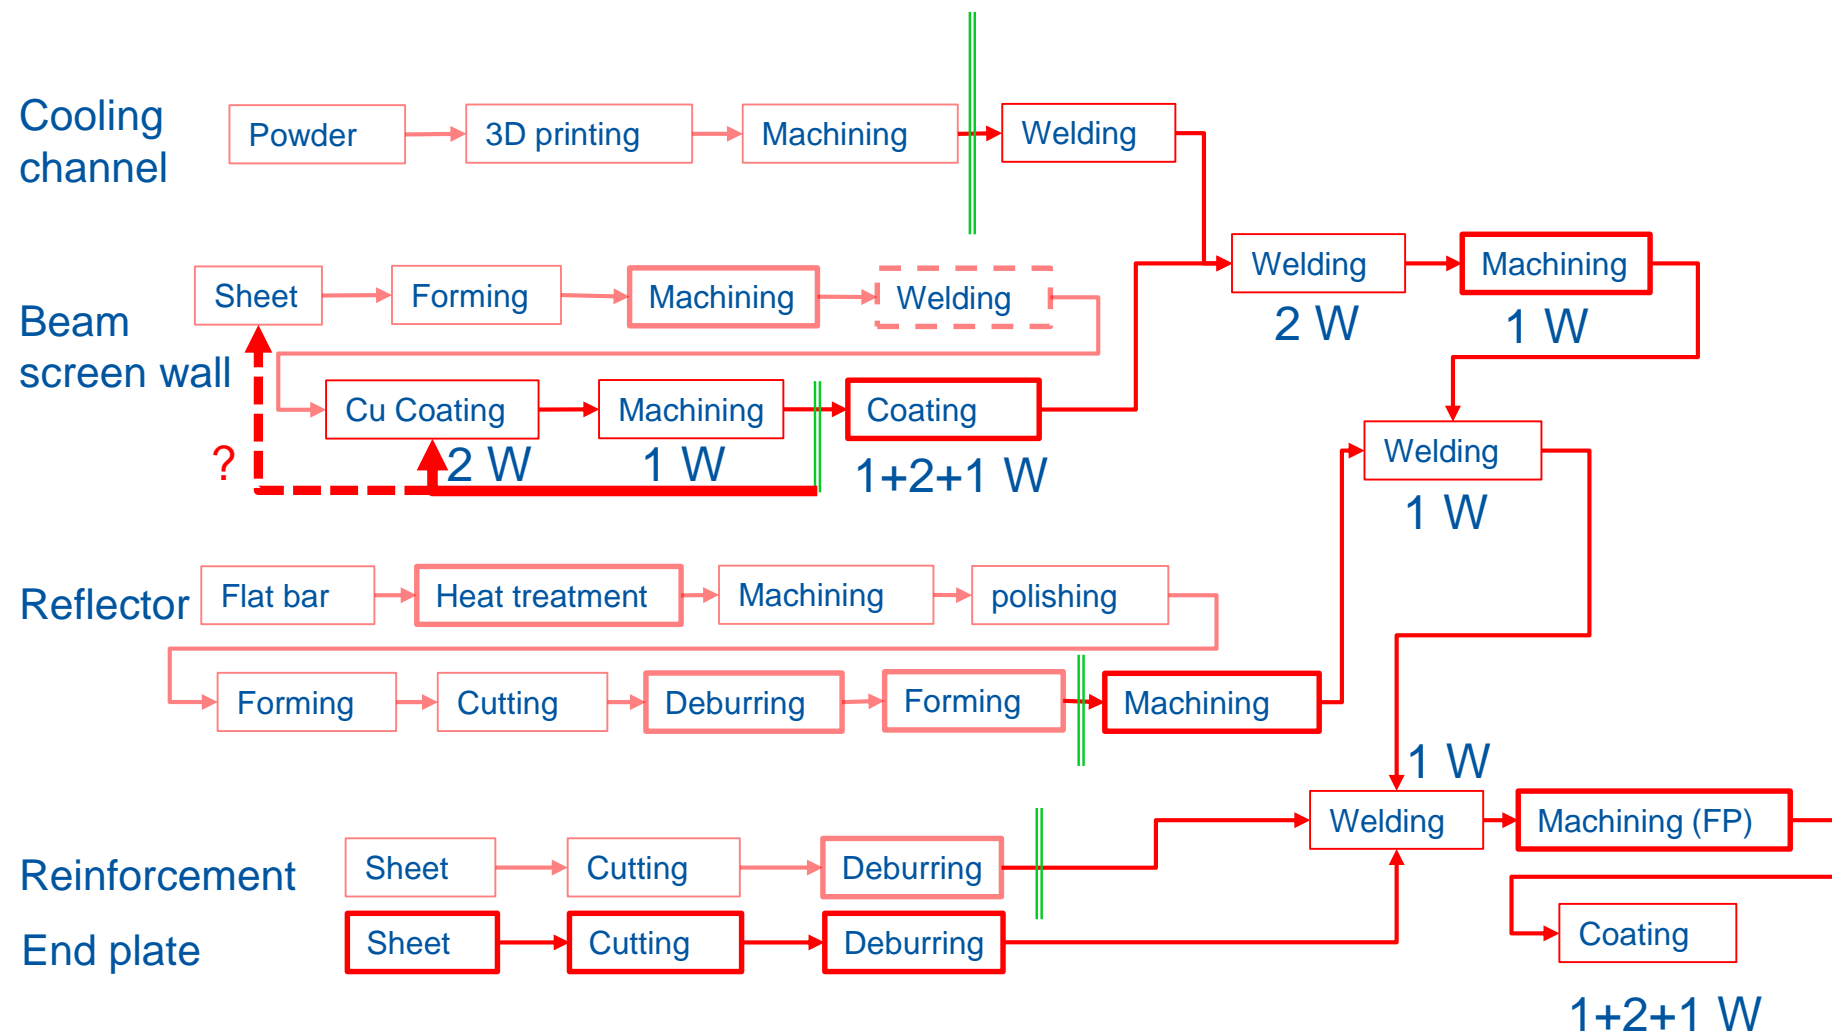 Cooling
channel
Powder
3D printing
Machining
Welding
Welding
Machining
2 W
1 W
Beam
screen wall
Sheet
Forming
Machining
Welding
Cu Coating
Machining
Coating
?
2 W
1 W
1+2+1 W
Welding
1 W
Reflector
Flat bar
Heat treatment
Machining
polishing
Forming
Cutting
Deburring
Forming
Machining
1 W
Welding
Machining (FP)
Reinforcement
Sheet
Cutting
Deburring
End plate
Sheet
Cutting
Deburring
Coating
1+2+1 W